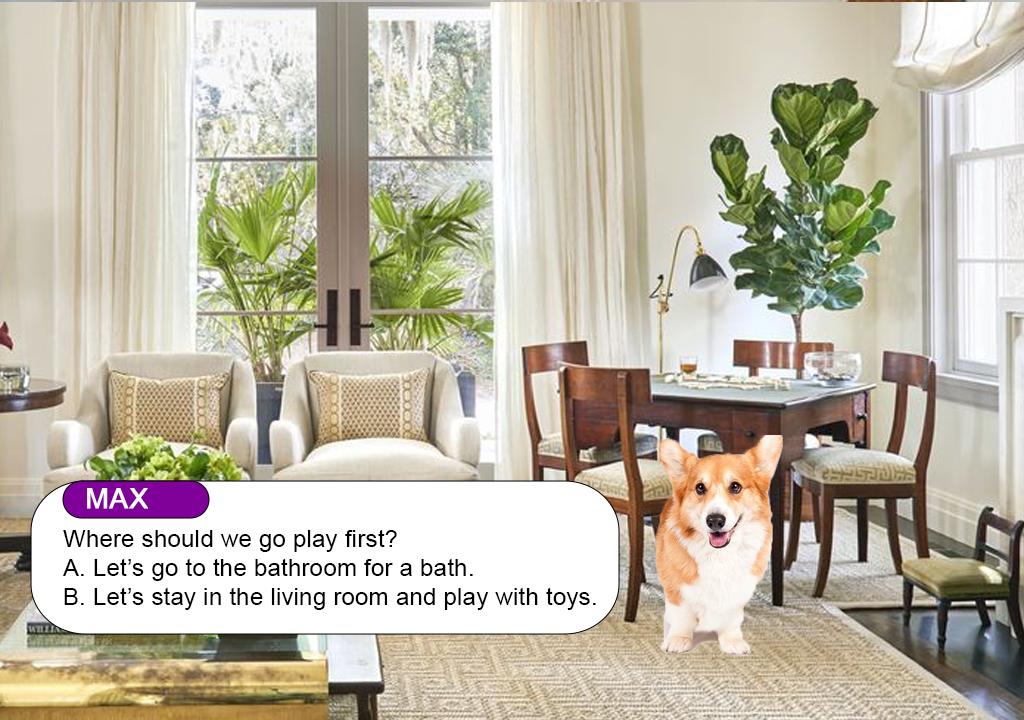 MAX
Where should we go play first?
A. Let’s go to the bathroom for a bath.
B. Let’s stay in the living room and play with toys.